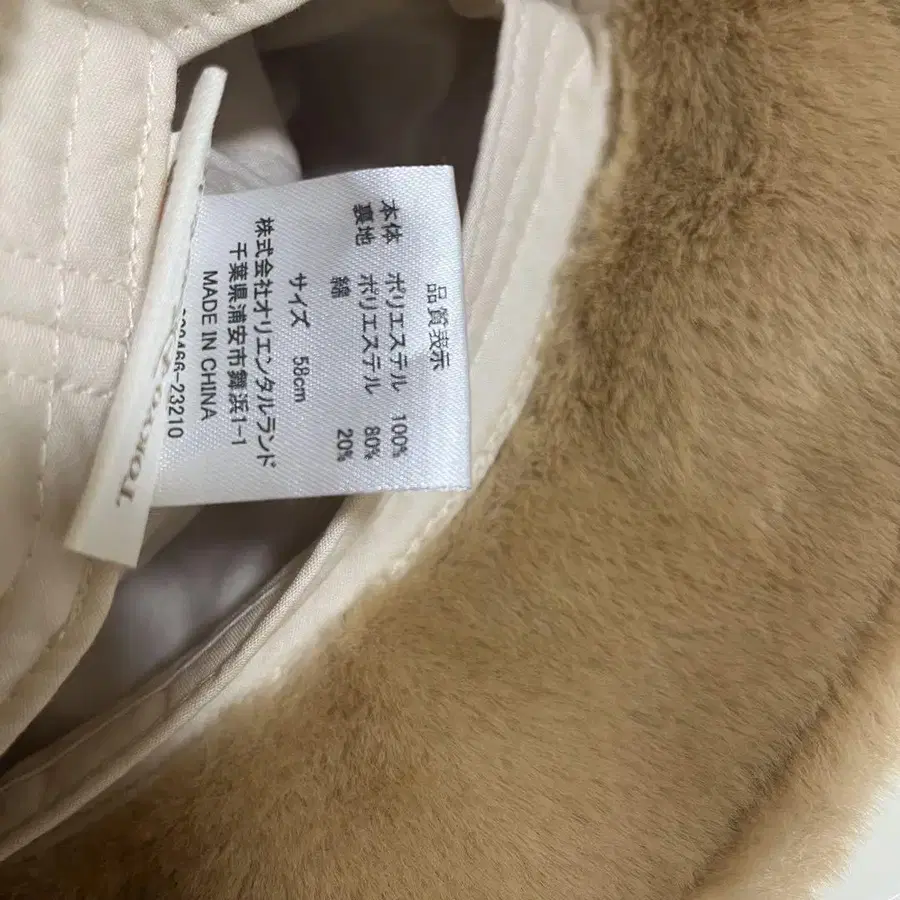 品質表示
本体 ポリエステル 100%
裏地 ポリエステル 80%
綿 20%
サイズ 58cm
株式会社オリエンタルランド
千葉県浦安市舞浜1-1
MADE IN CHINA